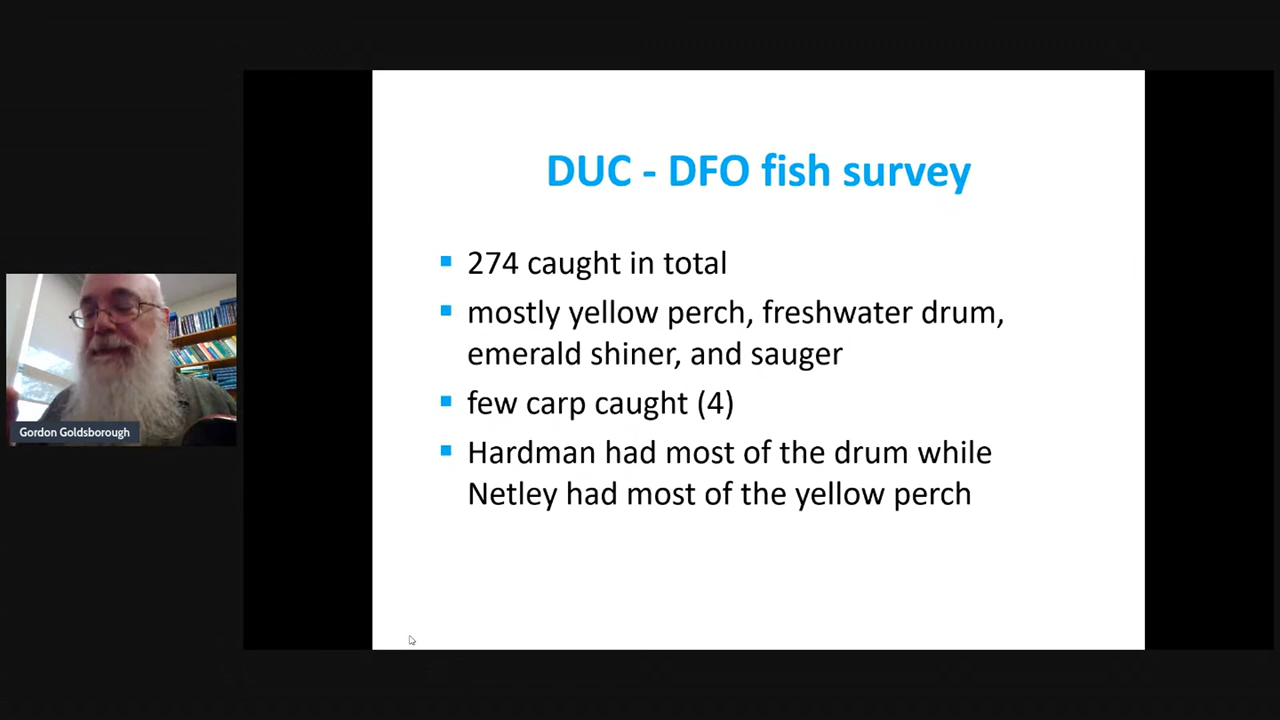 DUC - DFO fish survey
274 caught in total
mostly yellow perch, freshwater drum,
emerald shiner, and sauger
few carp caught (4)
Hardman had most of the drum while
Netley had most of the yellow perch
Gordon Goldsborough